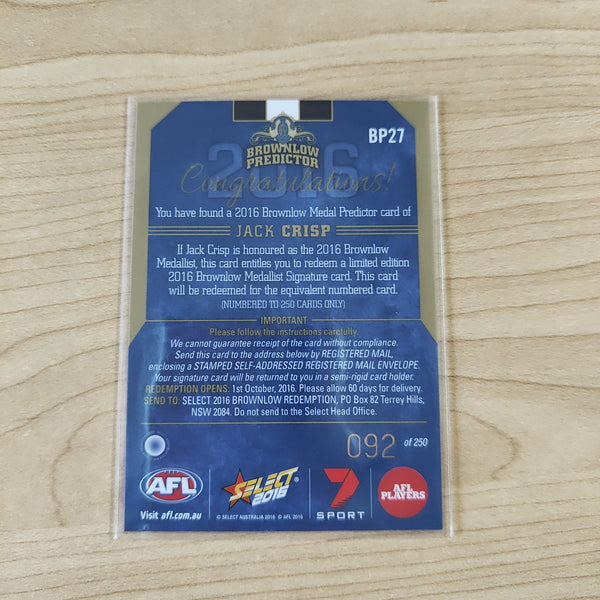 BP27
2016
BROWNLOW
PREDICTOR
Congratulations!
You have found a 2016 Brownlow Medal Predictor card of
JACK CRISP
If Jack Crisp is honoured as the 2016 Brownlow
Medallist, this card entitles you to redeem a limited edition
2016 Brownlow Medallist Signature card. This card
will be redeemed for the equivalent numbered card.
(NUMBERED TO 250 CARDS ONLY)
IMPORTANT
Please follow the instructions carefully.
We cannot guarantee receipt of the card without compliance.
Send this card to the address below by REGISTERED MAIL,
enclosing a STAMPED SELF-ADDRESSED REGISTERED MAIL ENVELOPE.
Your signature card will be returned to you in a semi-rigid card holder.
REDEMPTION OPENS: 1st October, 2016. Please allow 60 days for delivery.
SEND TO: SELECT 2016 BROWNLOW REDEMPTION, PO Box 82 Terrey Hills,
NSW 2084. Do not send to the Select Head Office.
092 of 250
AFL
Visit afl.com.au
SELECT
2016
®
© SELECT AUSTRALIA 2016 © AFL 2016
7
SPORT
AFL
PLAYERS